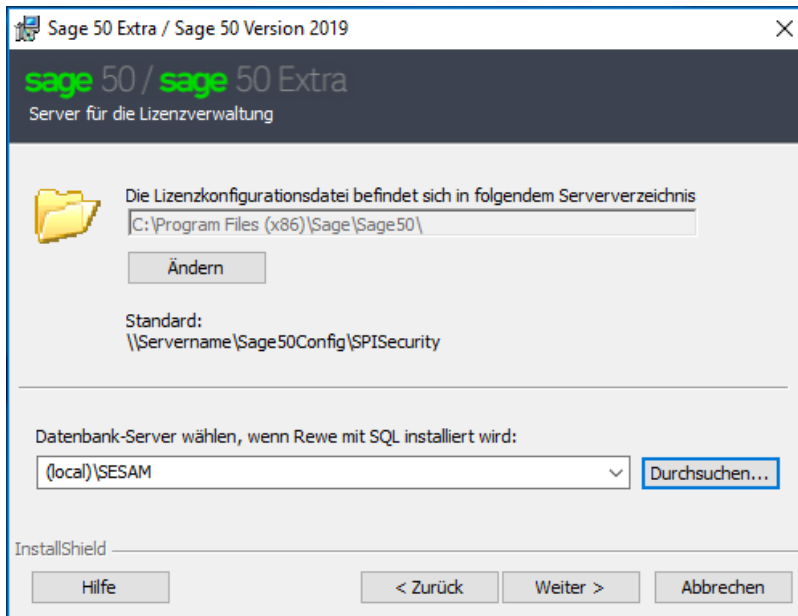 Sage 50 Extra / Sage 50 Version 2019
sage 50 / sage 50 Extra
Server für die Lizenzverwaltung
Die Lizenzkonfigurationsdatei befindet sich in folgendem Serververzeichnis
C:\Program Files (x86)\Sage\Sage50\
Ändern
Standard:
\\Servername\Sage50Config\SPISecurity
Datenbank-Server wählen, wenn Rewe mit SQL installiert wird:
(local)\SESAM Durchsuchen...
InstallShield
Hilfe < Zurück Weiter > Abbrechen